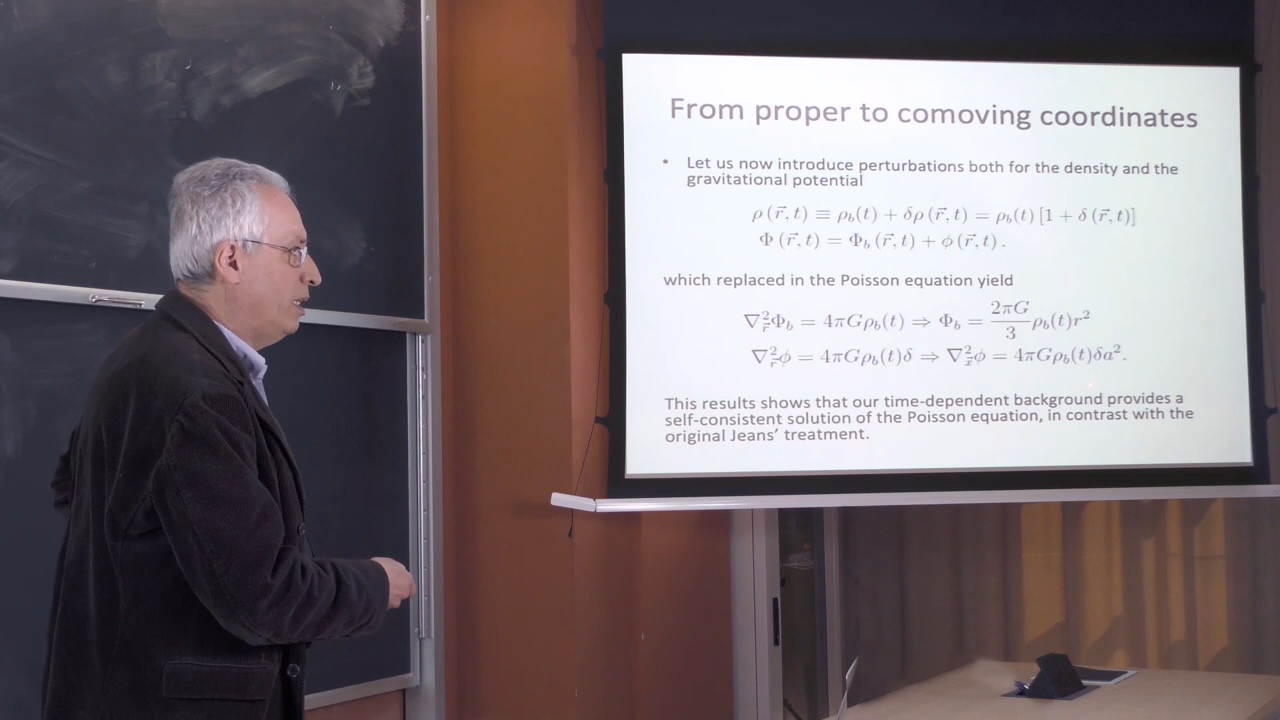 From proper to comoving coordinates
• Let us now introduce perturbations both for the density and the
gravitational potential
ρ(r⃗,t) ≡ ρ_b(t) + δρ(r⃗,t) = ρ_b(t)[1 + δ(r⃗,t)]
Φ(r⃗,t) = Φ_b(r⃗,t) + ϕ(r⃗,t).
which replaced in the Poisson equation yield
∇²_r⃗ Φ_b = 4πGρ_b(t) ⇒ Φ_b = 2πG/3 ρ_b(t)r²
∇²_r⃗ ϕ = 4πGρ_b(t)δ ⇒ ∇²_x⃗ ϕ = 4πGρ_b(t)δa².
This results shows that our time-dependent background provides a
self-consistent solution of the Poisson equation, in contrast with the
original Jeans' treatment.